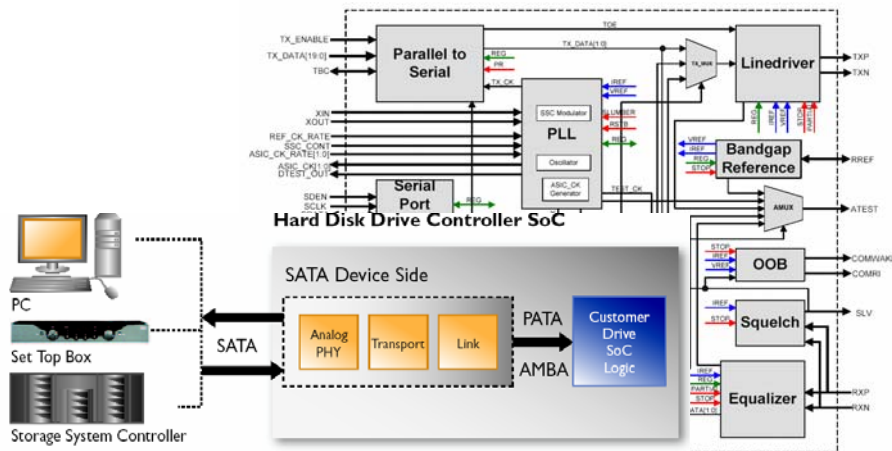 TX_ENABLE
TX_DATA[19:0]
TBC
Parallel to
Serial
TOE
TX_DATA[1:0]
REG
PR
TX_CK
TX_MUX
Linedriver
TXP
TXN
REG
IREF
VREF
STOP
XIN
XOUT
REF_CK_RATE
SSC_CONT
ASIC_CK_RATE[1:0]
ASIC_CK[1:0]
DTEST_OUT
SSC Modulator
PLL
Oscillator
ASIC_CK
Generator
IREF
VREF
SLUMBER
RSTB
REG
TEST_CK
VREF
IREF
REG
STOP
Bandgap
Reference
RREF
SDEN
SCLK
Serial
Port
REG
AMUX
ATEST
STOP
IREF
VREF
OOB
COMWAKE
COMRI
IREF
STOP
Squelch
SLV
IREF
REG
STOP
ATA[1:0]
Equalizer
RXP
RXN
Hard Disk Drive Controller SoC
SATA Device Side
PC
Set Top Box
Storage System Controller
SATA
Analog
PHY
Transport
Link
PATA
AMBA
Customer
Drive
SoC
Logic